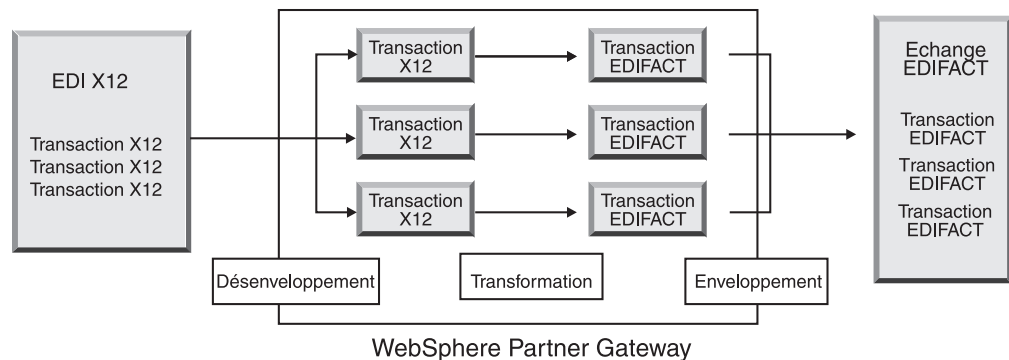 EDI X12
Transaction X12
Transaction X12
Transaction X12
Transaction
X12
Transaction
EDIFACT
Transaction
X12
Transaction
EDIFACT
Transaction
X12
Transaction
EDIFACT
Désenveloppement
Transformation
Enveloppement
Echange
EDIFACT
Transaction
EDIFACT
Transaction
EDIFACT
Transaction
EDIFACT
WebSphere Partner Gateway